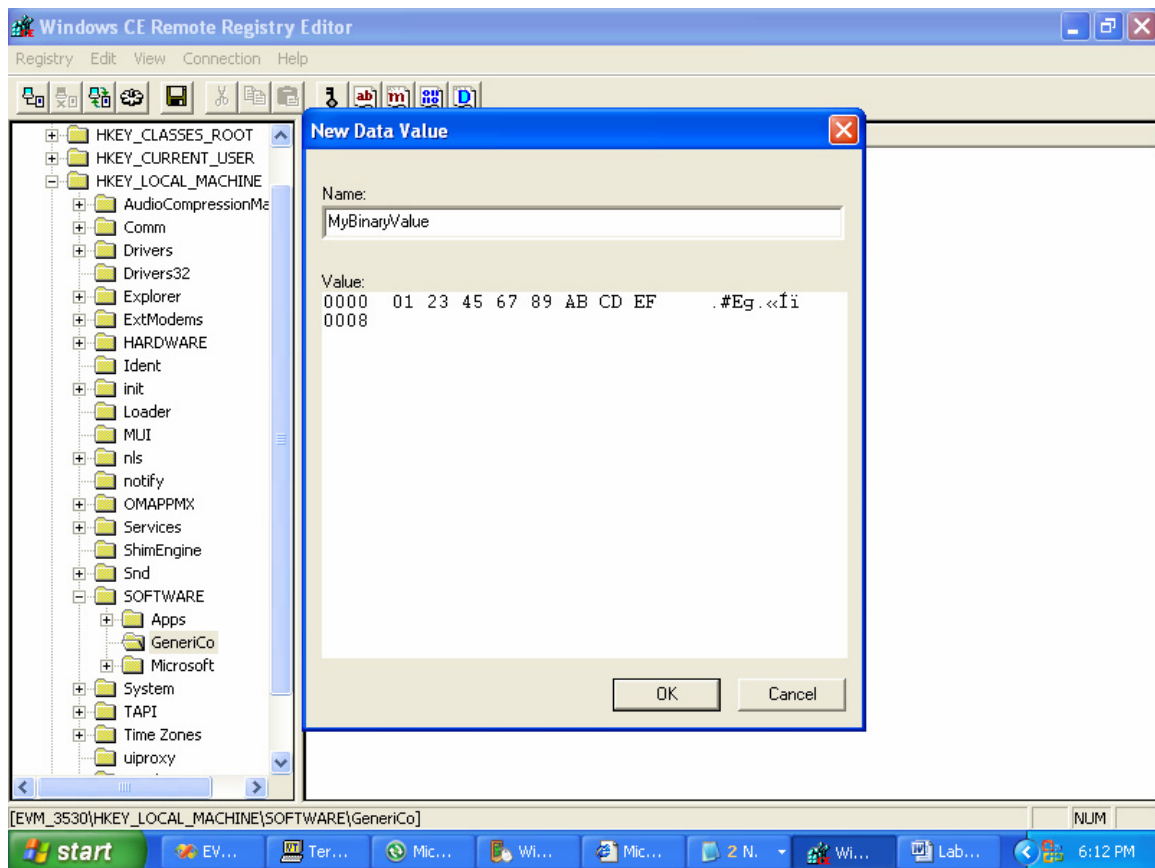 Windows CE Remote Registry Editor
Registry Edit View Connection Help
New Data Value
HKEY_CLASSES_ROOT
HKEY_CURRENT_USER
HKEY_LOCAL_MACHINE
AudioCompressionMa
Comm
Drivers
Drivers32
Explorer
ExtModems
HARDWARE
Ident
init
Loader
MUI
nls
notify
OMAPPMX
Services
ShimEngine
Snd
SOFTWARE
Apps
GeneriCo
Microsoft
System
TAPI
Time Zones
uiproxy
Name:
MyBinaryValue
Value:
0000 01 23 45 67 89 AB CD EF .#Eg.«Íï
0008
OK Cancel
[EVM_3530\HKEY_LOCAL_MACHINE\SOFTWARE\GeneriCo] NUM
start EV... Ter... Mic... Wi... Mic... 2 N. Wi... Lab... 6:12 PM